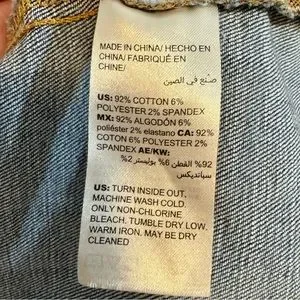 MADE IN CHINA/ HECHO EN
CHINA/ FABRIQUÉ EN
CHINE/
صنع في الصين
US: 92% COTTON 6%
POLYESTER 2% SPANDEX
MX: 92% ALGODÓN 6%
poliéster 2% elastano CA: 92%
COTTON 6% POLYESTER 2%
SPANDEX AE/KW:
92% القطن 6% بوليستر 2%
سبانديكس
US: TURN INSIDE OUT,
MACHINE WASH COLD,
ONLY NON-CHLORINE
BLEACH, TUMBLE DRY LOW,
WARM IRON. MAY BE DRY
CLEANED